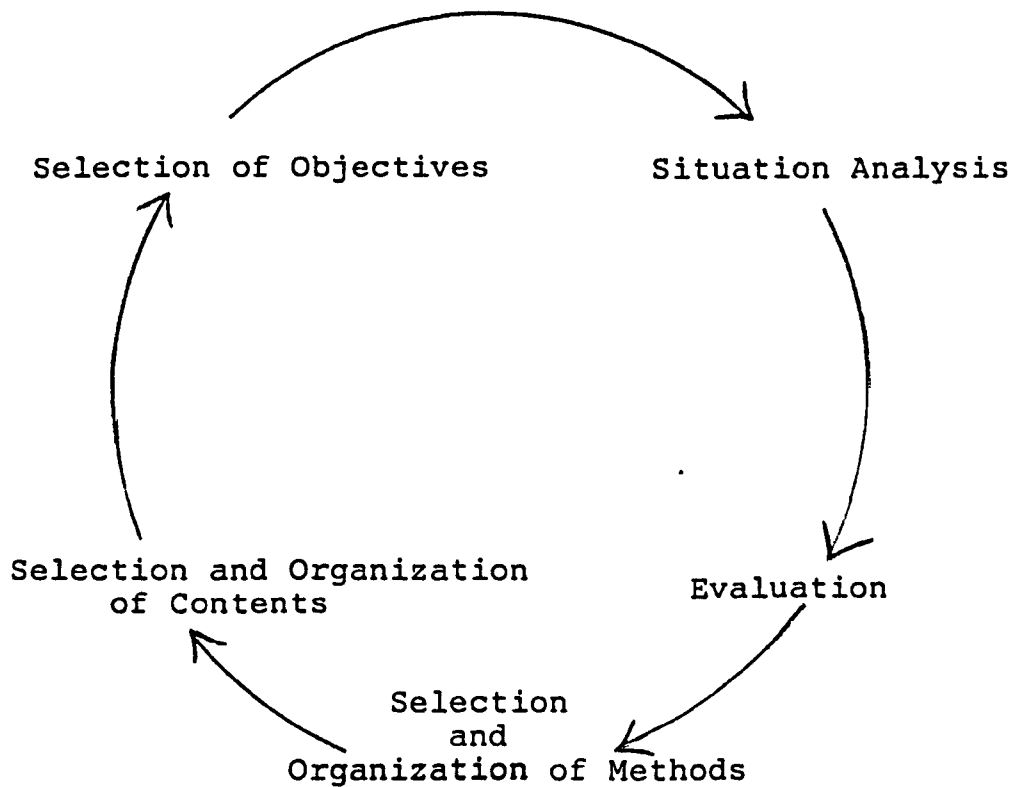 Selection of Objectives
Situation Analysis
Selection and Organization
of Contents
Evaluation
Selection
and
Organization of Methods